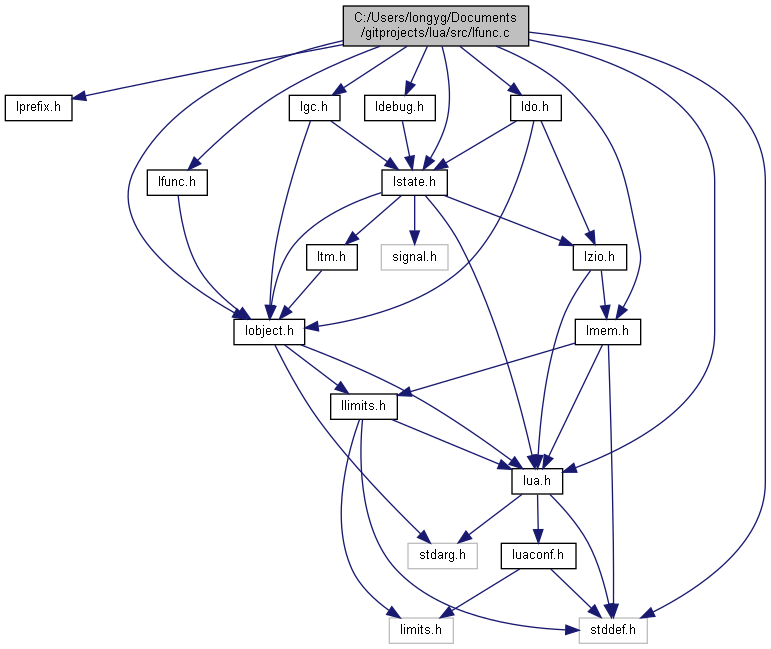 C:/Users/longyg/Documents
/gitprojects/lua/src/lfunc.c
lprefix.h
lgc.h
ldebug.h
ldo.h
lfunc.h
lstate.h
ltm.h
signal.h
lzio.h
lobject.h
lmem.h
llimits.h
lua.h
stdarg.h
luaconf.h
limits.h
stddef.h